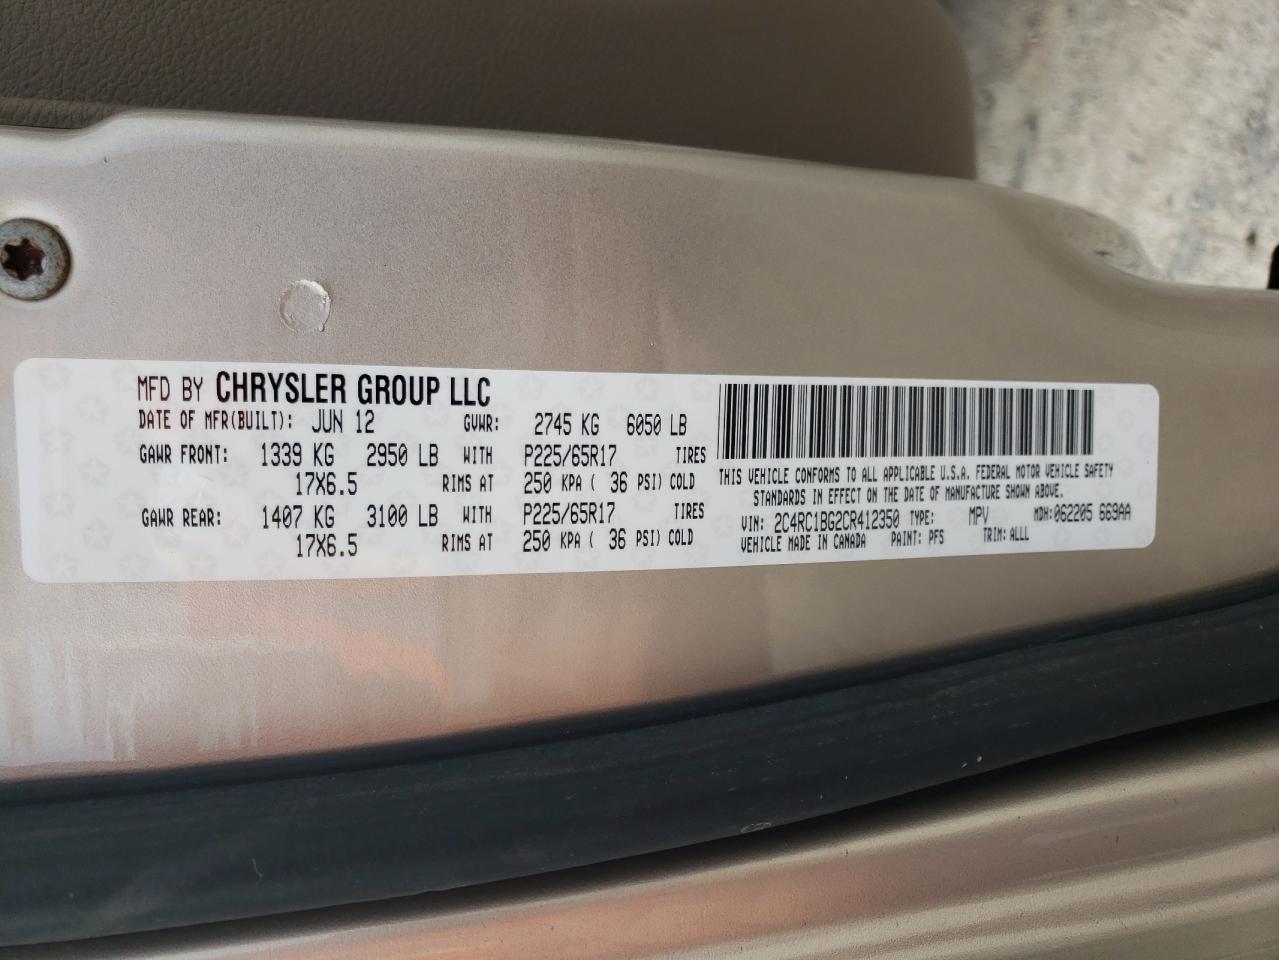 MFD BY CHRYSLER GROUP LLC
DATE OF MFR(BUILT): JUN 12 GVWR: 2745 KG 6050 LB
GAWR FRONT: 1339 KG 2950 LB WITH P225/65R17 TIRES
17X6.5 RIMS AT 250 KPA ( 36 PSI) COLD
GAWR REAR: 1407 KG 3100 LB WITH P225/65R17 TIRES
17X6.5 RIMS AT 250 KPA ( 36 PSI) COLD
THIS VEHICLE CONFORMS TO ALL APPLICABLE U.S.A. FEDERAL MOTOR VEHICLE SAFETY
STANDARDS IN EFFECT ON THE DATE OF MANUFACTURE SHOWN ABOVE.
VIN: 2C4RC1BG2CR412350 TYPE: MPV MDH: 062205 669AA
VEHICLE MADE IN CANADA PAINT: PFS TRIM: ALLL